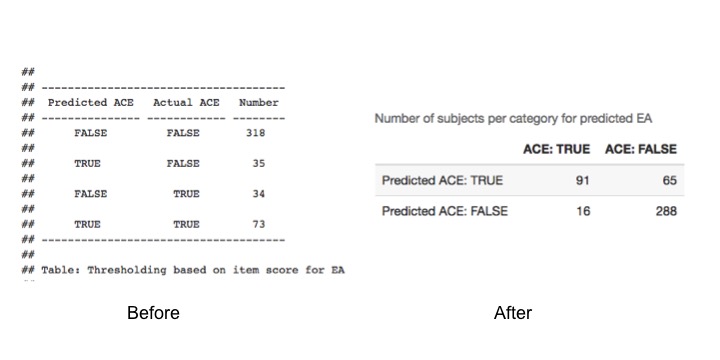 ##
## ---------------------------------------
## Predicted ACE Actual ACE Number
## --------------- ------------ --------
## FALSE FALSE 318
##
## TRUE FALSE 35
##
## FALSE TRUE 34
##
## TRUE TRUE 73
## ---------------------------------------
##
## Table: Thresholding based on item score for EA
Before
Number of subjects per category for predicted EA
ACE: TRUE ACE: FALSE
Predicted ACE: TRUE 91 65
Predicted ACE: FALSE 16 288
After